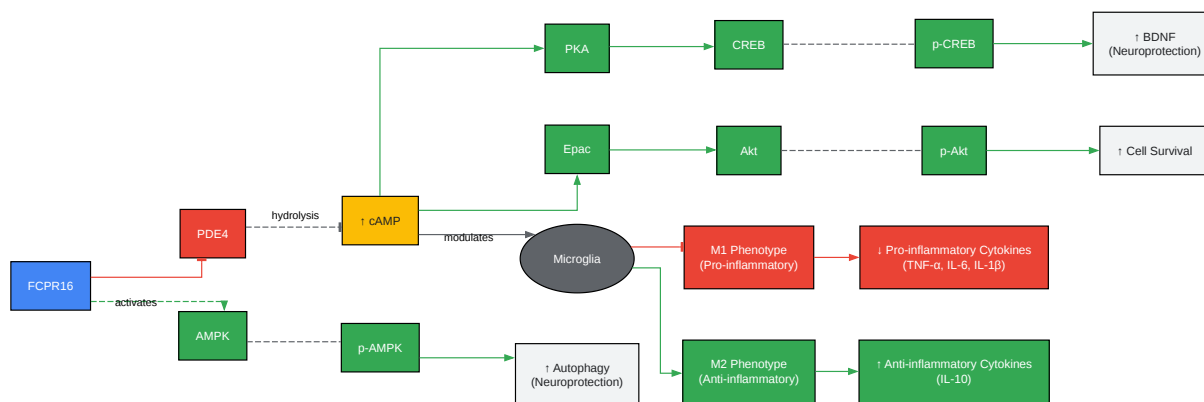 PKA
CREB
p-CREB
↑ BDNF
(Neuroprotection)
Epac
Akt
p-Akt
↑ Cell Survival
PDE4
hydrolysis
↑ cAMP
modulates
Microglia
M1 Phenotype
(Pro-inflammatory)
↓ Pro-inflammatory Cytokines
(TNF-α, IL-6, IL-1β)
FCPR16
activates
AMPK
p-AMPK
↑ Autophagy
(Neuroprotection)
M2 Phenotype
(Anti-inflammatory)
↑ Anti-inflammatory Cytokines
(IL-10)